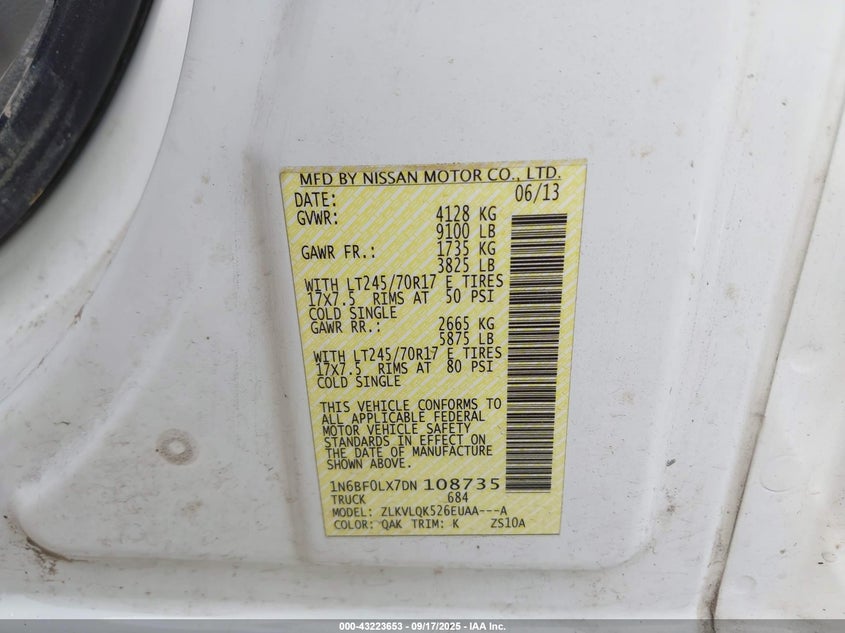 MFD BY NISSAN MOTOR CO., LTD.
DATE: 06/13
GVWR: 4128 KG
9100 LB
GAWR FR.: 1735 KG
3825 LB
WITH LT245/70R17 E TIRES
17X7.5 RIMS AT 50 PSI
COLD SINGLE
GAWR RR.: 2665 KG
5875 LB
WITH LT245/70R17 E TIRES
17X7.5 RIMS AT 80 PSI
COLD SINGLE
THIS VEHICLE CONFORMS TO
ALL APPLICABLE FEDERAL
MOTOR VEHICLE SAFETY
STANDARDS IN EFFECT ON
THE DATE OF MANUFACTURE
SHOWN ABOVE.
1N6BF0LX7DN 108735
TRUCK 684
MODEL: ZLKVLQK526EUAA---A
COLOR: QAK TRIM: K ZS10A
000-43223653 - 09/17/2025 - IAA Inc.